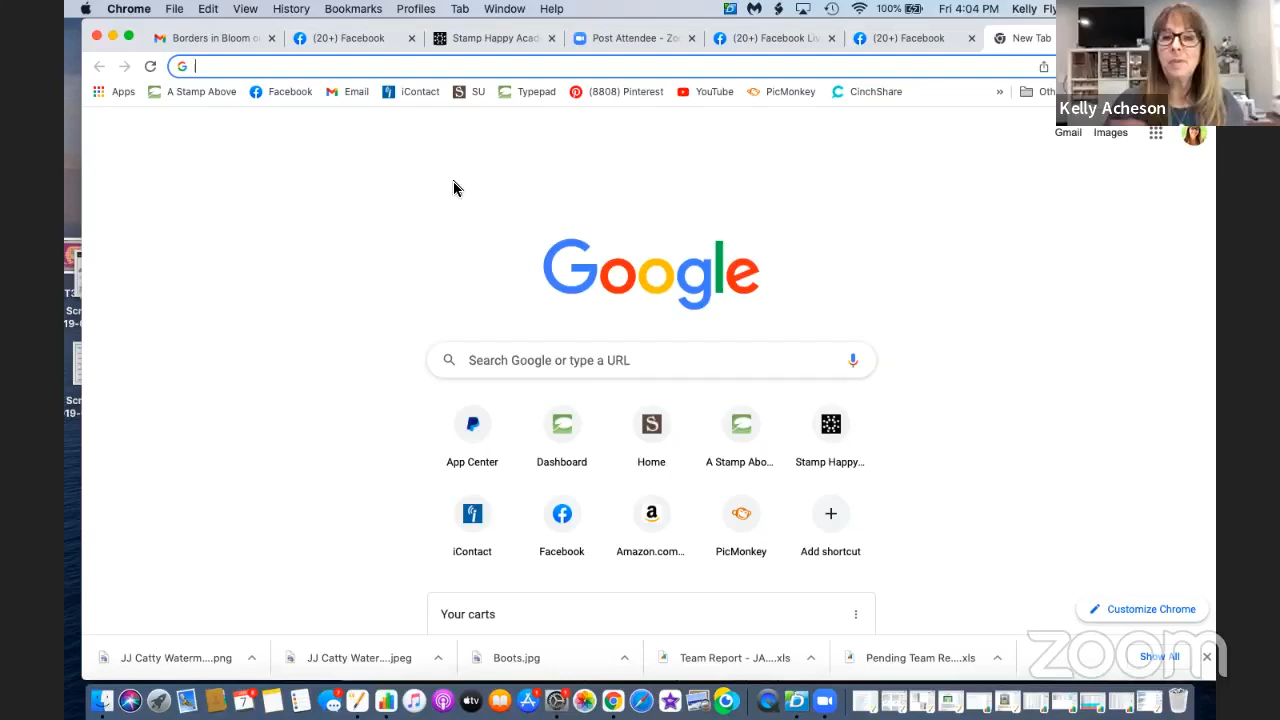 Chrome File Edit View History Bookmarks Profiles Tab Window Help 100% Fri 4:04 PM Kelly Fly
Borders in Bloom o (20+) Facebook Stamp Happy Acad Post Attendee - Zo (20+) Facebook Liv (20+) Facebook New Tab
Apps A Stamp Above Facebook Email iContact SU Typepad (8808) Pinterest YouTube PicMonkey CinchShare » Oth
Kelly Acheson
Gmail Images
Google
Search Google or type a URL
App Center Dashboard Home A Stamp Abo... Stamp Happy...
iContact Facebook Amazon.com... PicMonkey Add shortcut
Your carts
Customize Chrome
JJ Catty Waterm....png JJ Catty Water....jpeg Boots.jpg Team Report - JA....xls Pending Team Re....xls Show All
zoom
tv